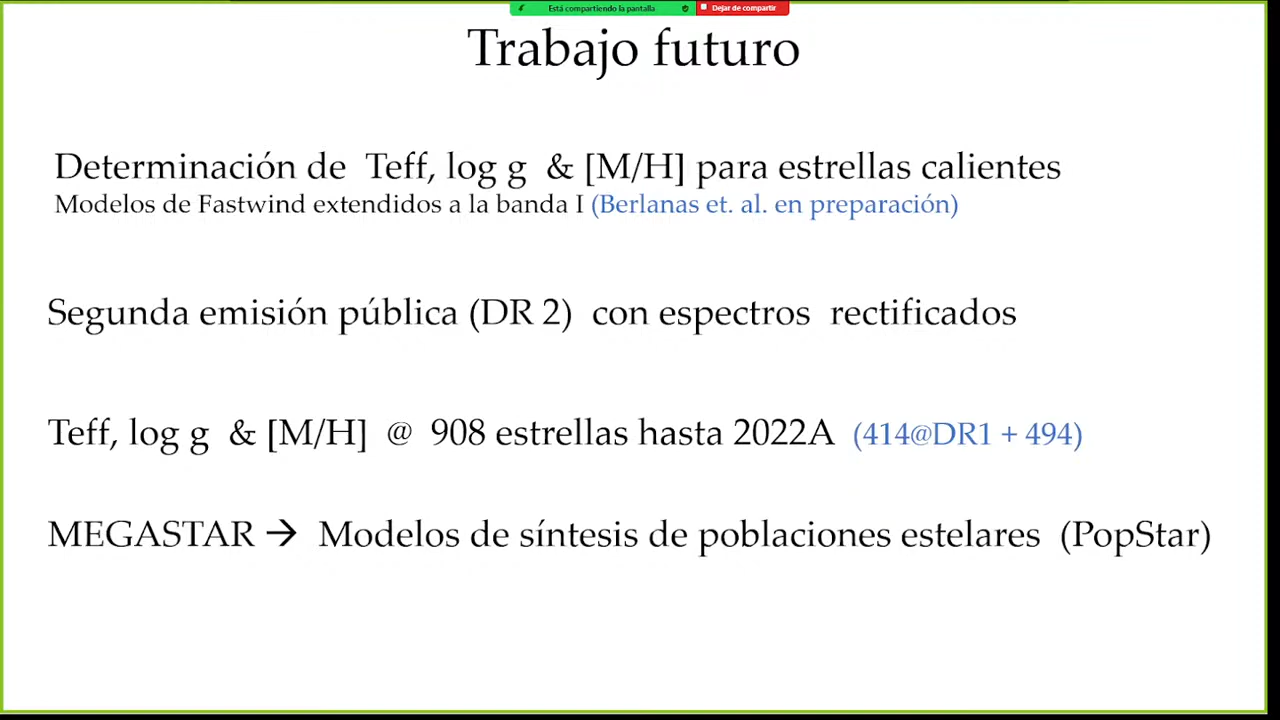 Está compartiendo la pantalla
Dejar de compartir
Trabajo futuro
Determinación de Teff, log g & [M/H] para estrellas calientes
Modelos de Fastwind extendidos a la banda I (Berlanas et. al. en preparación)
Segunda emisión pública (DR 2) con espectros rectificados
Teff, log g & [M/H] @ 908 estrellas hasta 2022A (414@DR1 + 494)
MEGASTAR → Modelos de síntesis de poblaciones estelares (PopStar)